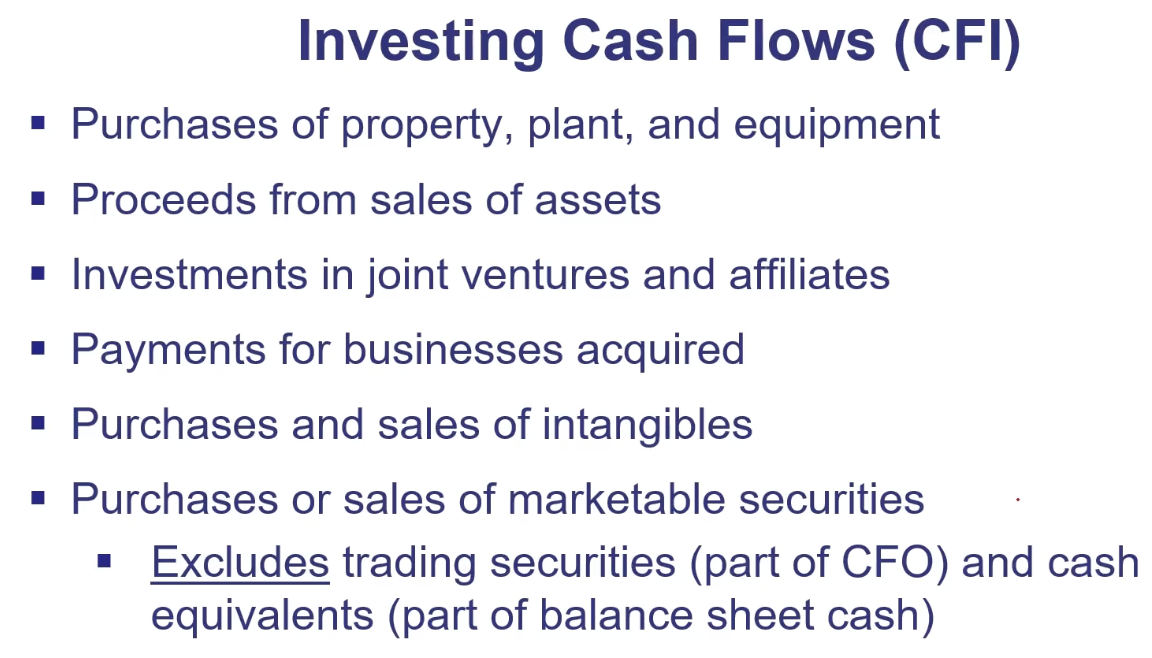 Investing Cash Flows (CFI)
▪ Purchases of property, plant, and equipment
▪ Proceeds from sales of assets
▪ Investments in joint ventures and affiliates
▪ Payments for businesses acquired
▪ Purchases and sales of intangibles
▪ Purchases or sales of marketable securities
▪ Excludes trading securities (part of CFO) and cash
equivalents (part of balance sheet cash)